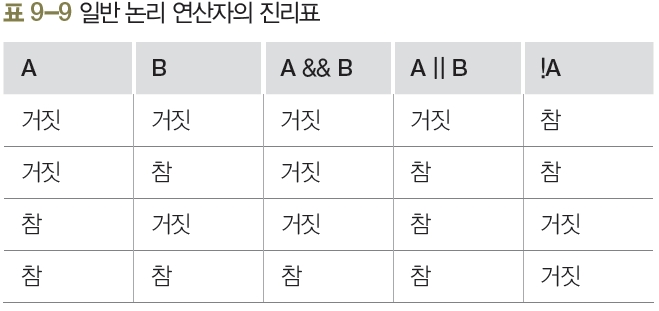 표 9-9 일반 논리 연산자의 진리표
A B A && B A || B !A
거짓 거짓 거짓 거짓 참
거짓 참 거짓 참 참
참 거짓 거짓 참 거짓
참 참 참 참 거짓